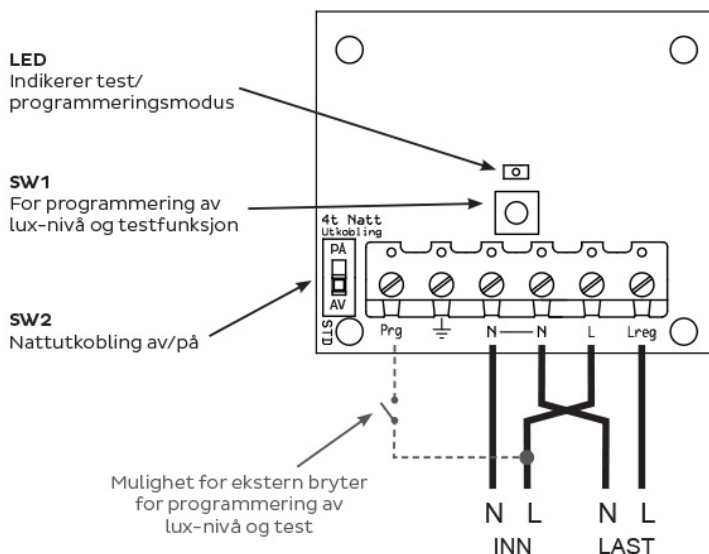 LED
Indikerer test/
programmeringsmodus
SW1
For programmering av
lux-nivå og testfunksjon
4t Natt
Utkobling
PÅ
AV
STD
SW2
Nattutkobling av/på
Prg N N L Lreg
Mulighet for ekstern bryter
for programmering av
lux-nivå og test
N L N L
INN LAST